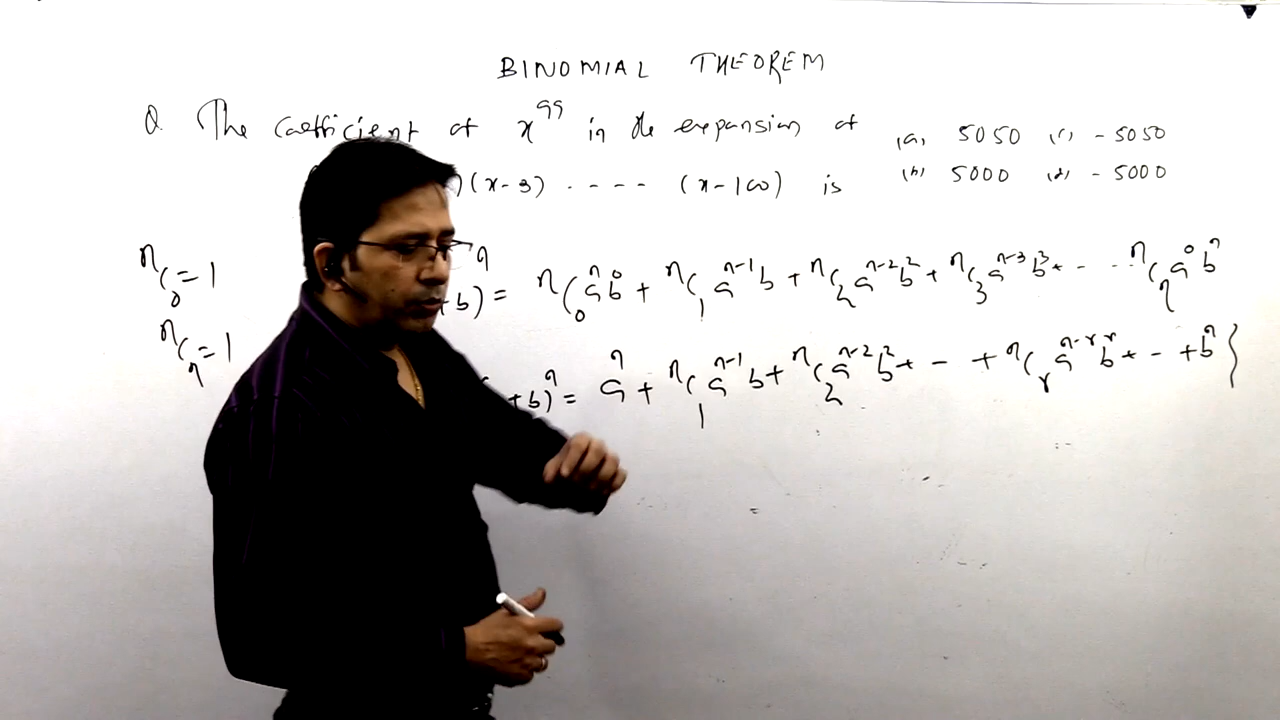 BINOMIAL THEOREM
Q. The Coefficient of x^99 in the expansion of
)(x-3) .---- (x-100) is
(a) 5050 (c) -5050
(b) 5000 (d) -5000
nC0 = 1
nCn = 1
+b)^n = nC0 a^n b^0 + nC1 a^n-1 b + nC2 a^n-2 b^2 + nC3 a^n-3 b^3 + - ... nCn a^0 b^n
+b)^n = a^n + nC1 a^n-1 b + nC2 a^n-2 b^2 + - - + nCr a^n-r b^r + - + b^n }